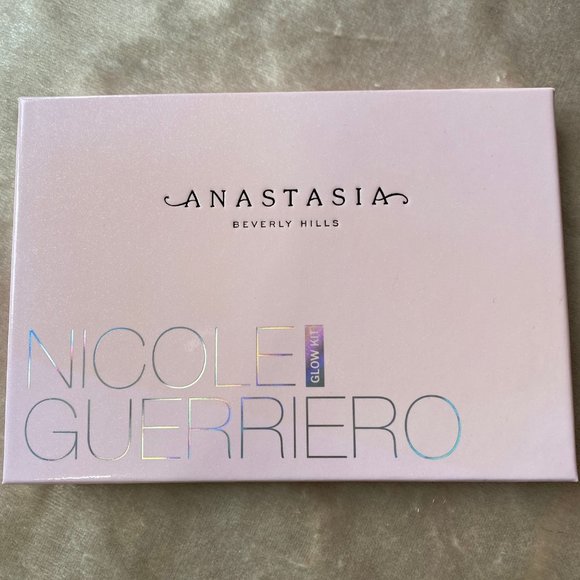 ANASTASIA
BEVERLY HILLS
NICOLE
GLOW KIT
GUERRIERO